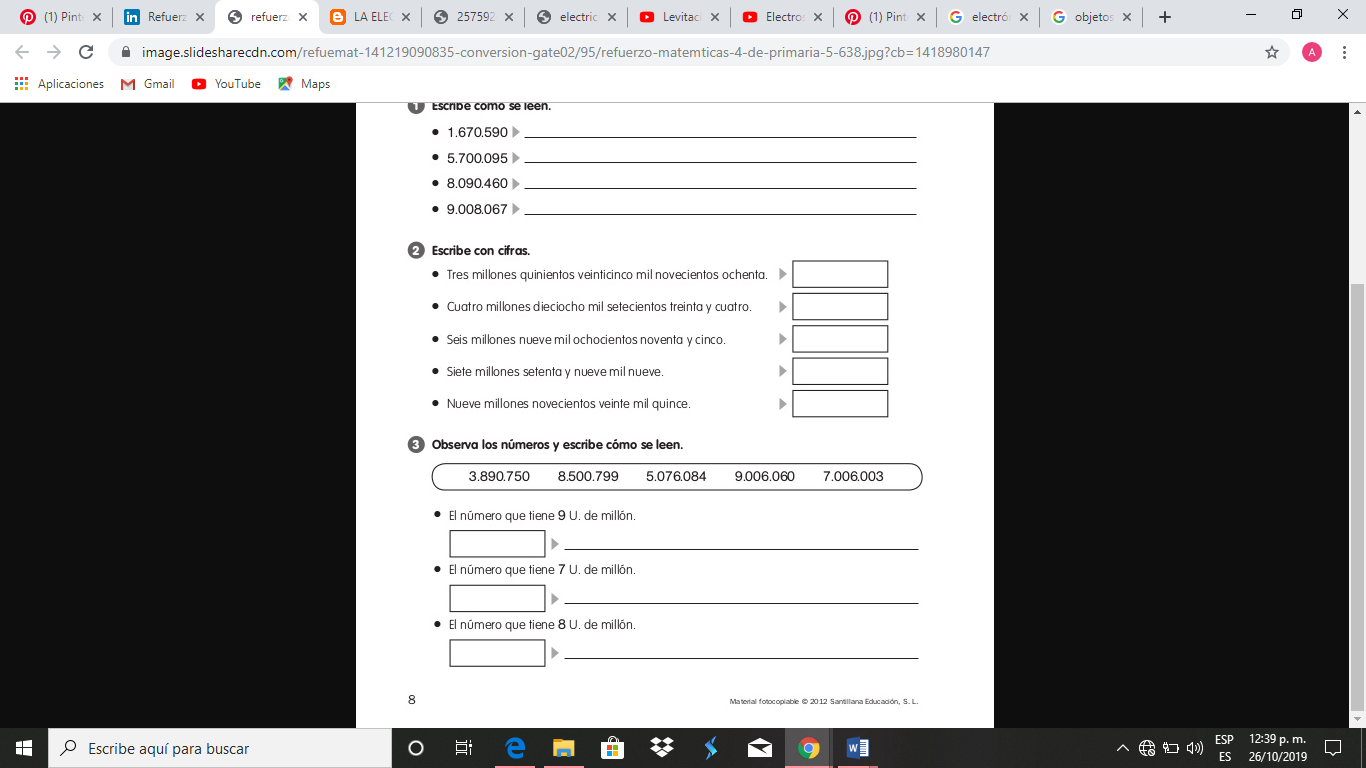 (1) Pint
Refuerz
refuerz
LA ELEC
257592
electric
Levitaci
Electros
(1) Pint
electrón
objetos
image.slidesharecdn.com/refuemat-141219090835-conversion-gate02/95/refuerzo-matemticas-4-de-primaria-5-638.jpg?cb=1418980147
A
Aplicaciones
Gmail
YouTube
Maps
1 Escribe cómo se leen.
• 1.670.590
• 5.700.095
• 8.090.460
• 9.008.067
2 Escribe con cifras.
• Tres millones quinientos veinticinco mil novecientos ochenta.
• Cuatro millones dieciocho mil setecientos treinta y cuatro.
• Seis millones nueve mil ochocientos noventa y cinco.
• Siete millones setenta y nueve mil nueve.
• Nueve millones novecientos veinte mil quince.
3 Observa los números y escribe cómo se leen.
3.890.750 8.500.799 5.076.084 9.006.060 7.006.003
• El número que tiene 9 U. de millón.
• El número que tiene 7 U. de millón.
• El número que tiene 8 U. de millón.
8
Material fotocopiable © 2012 Santillana Educación, S. L.
Escribe aquí para buscar
ESP
ES
12:39 p. m.
26/10/2019